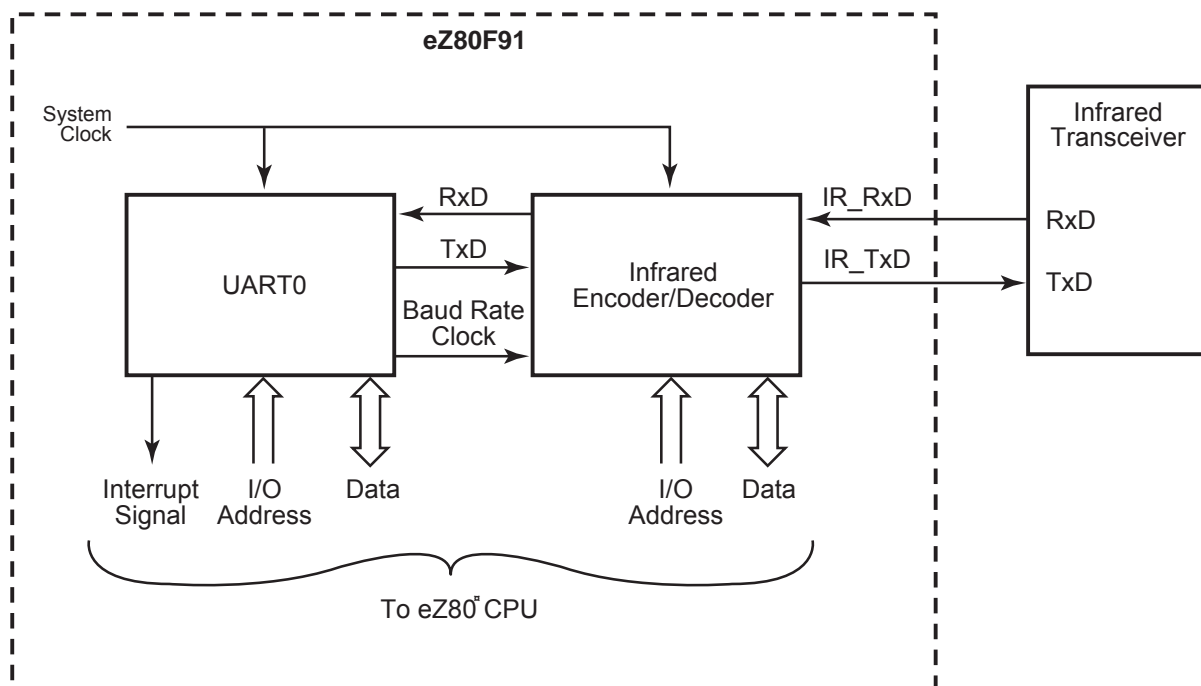 eZ80F91
System
Clock
Infrared
Transceiver
RxD
IR_RxD
RxD
TxD
IR_TxD
TxD
UART0
Infrared
Encoder/Decoder
Baud Rate
Clock
Interrupt
Signal
I/O
Address
Data
I/O
Address
Data
To eZ80¤ CPU